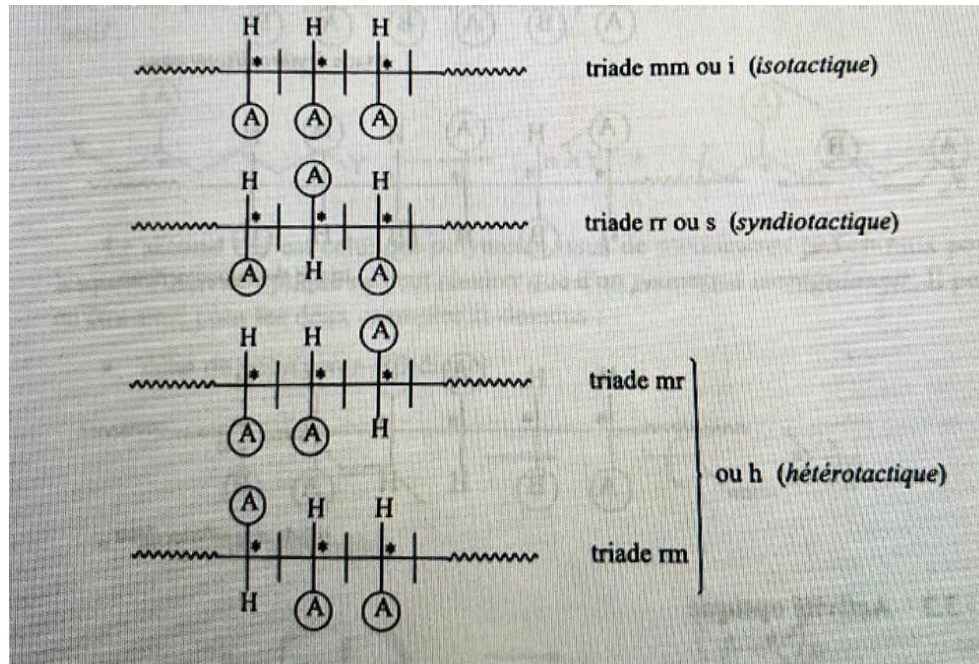 H H H
* * *
triade mm ou i (isotactique)
A A A
H A H
* * *
triade rr ou s (syndiotactique)
A H A
H H A
* * *
triade mr
A A H
ou h (hétérotactique)
A H H
* * *
triade rm
H A A